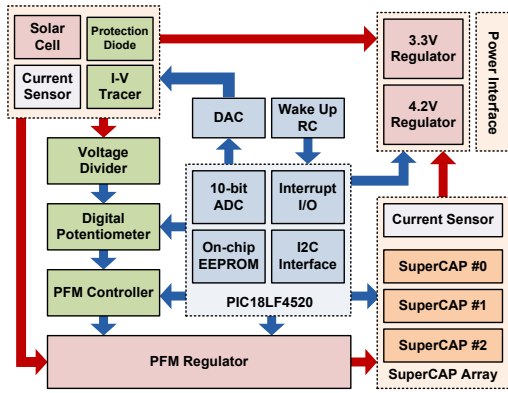 Solar
Cell
Protection
Diode
Current
Sensor
I-V
Tracer
Voltage
Divider
Digital
Potentiometer
PFM Controller
DAC
Wake Up
RC
10-bit
ADC
Interrupt
I/O
On-chip
EEPROM
I2C
Interface
PIC18LF4520
PFM Regulator
3.3V
Regulator
4.2V
Regulator
Power Interface
Current Sensor
SuperCAP #0
SuperCAP #1
SuperCAP #2
SuperCAP Array